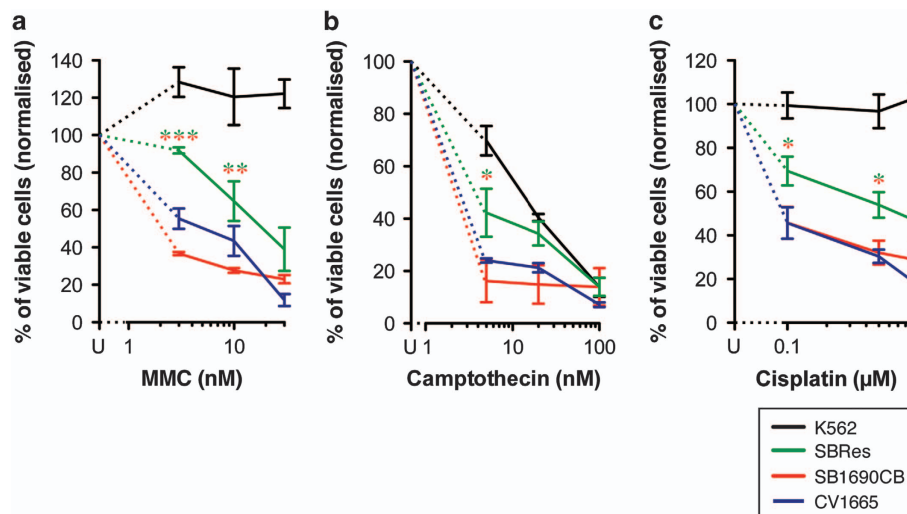 a
% of viable cells (normalised)
140
120
100
80
60
40
20
0
***
**
U 1 10
MMC (nM)
b
% of viable cells (normalised)
100
80
60
40
20
0
*
U 1 10 100
Camptothecin (nM)
c
% of viable cells (normalised)
120
100
80
60
40
20
0
*
*
U 0.1
Cisplatin (µM)
K562
SBRes
SB1690CB
CV1665